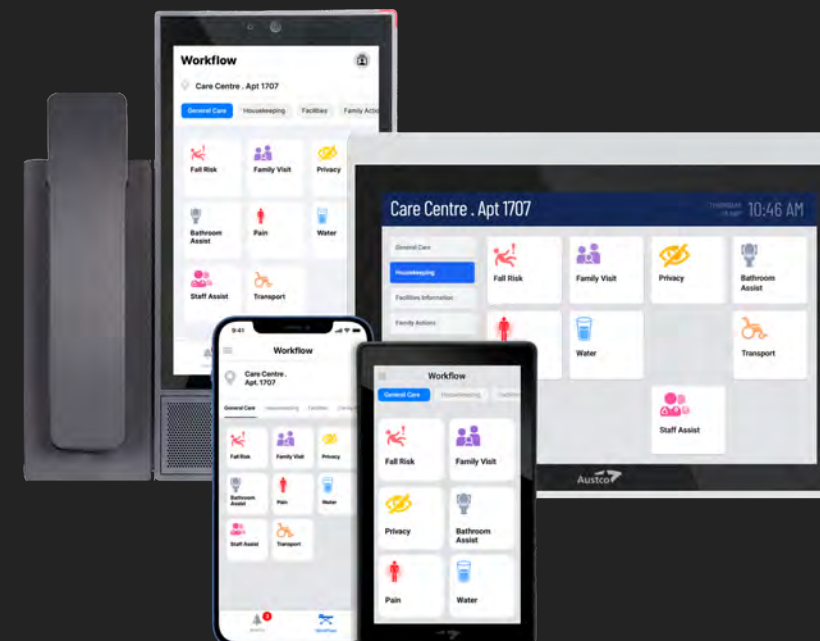 Workflow
Care Centre . Apt 1707
General Care
Housekeeping
Facilities
Family Actio
Fall Risk
Family Visit
Privacy
Bathroom
Assist
Pain
Water
Staff Assist
Transport
Care Centre . Apt 1707
10:46 AM
General Care
Housekeeping
Facilities Information
Family Actions
Fall Risk
Family Visit
Privacy
Bathroom
Assist
Water
Transport
Staff Assist
Austco
9:41
Workflow
Care Centre .
Apt. 1707
General Care
Housekeeping
Facilities
Fall Risk
Family Visit
Privacy
Bathroom
Assist
Pain
Water
Staff Assist
Transport
Workflow
General Care
Housekeeping
Fall Risk
Family Visit
Privacy
Bathroom
Assist
Pain
Water